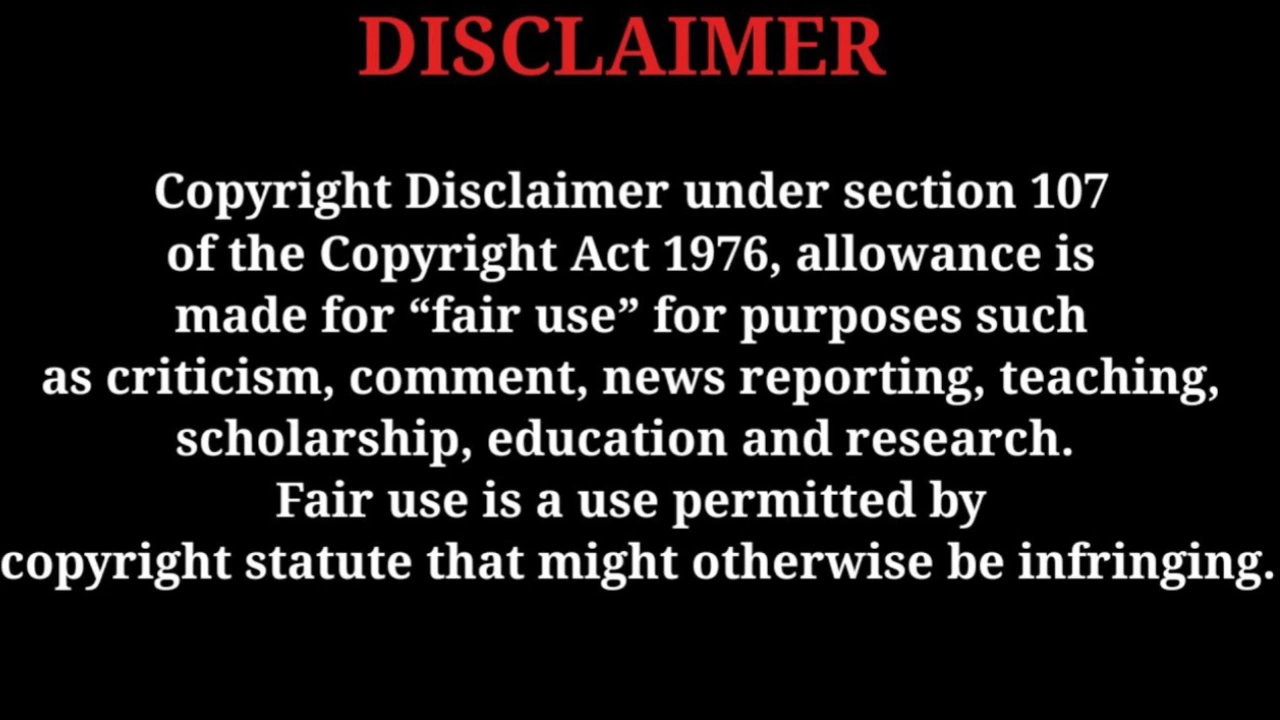 DISCLAIMER
Copyright Disclaimer under section 107
of the Copyright Act 1976, allowance is
made for “fair use” for purposes such
as criticism, comment, news reporting, teaching,
scholarship, education and research.
Fair use is a use permitted by
copyright statute that might otherwise be infringing.